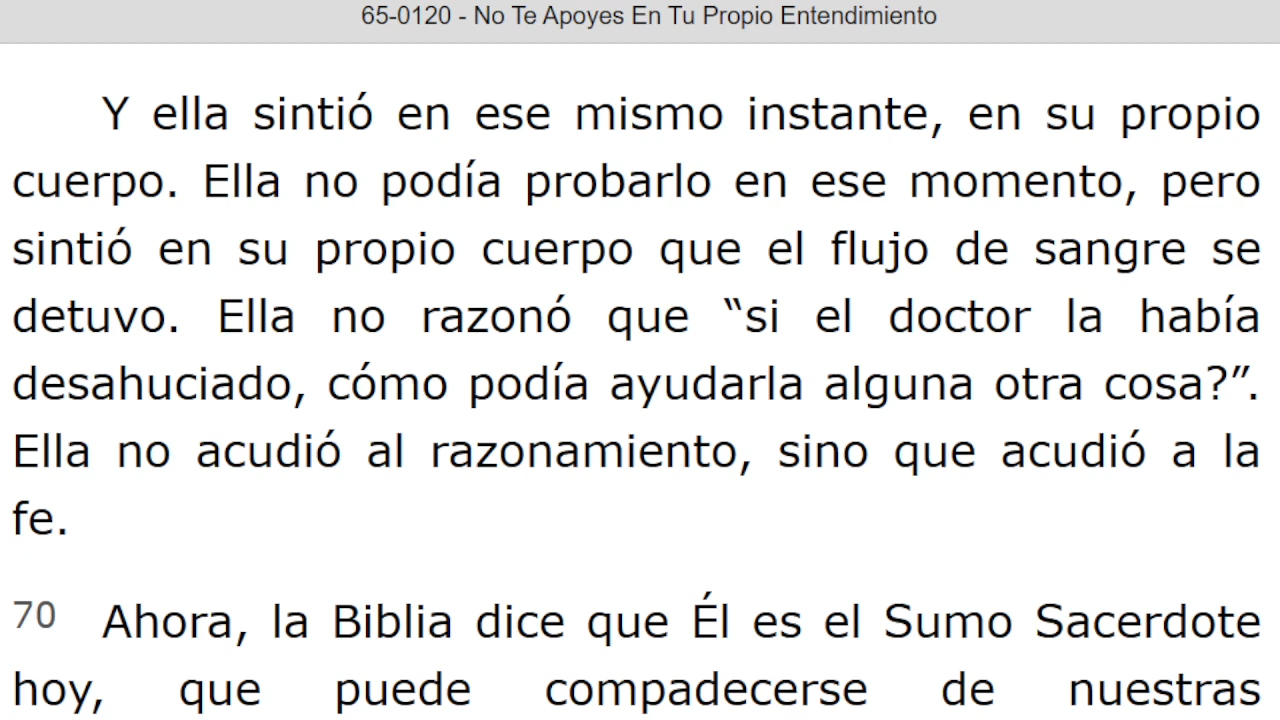 65-0120 - No Te Apoyes En Tu Propio Entendimiento
Y ella sintió en ese mismo instante, en su propio
cuerpo. Ella no podía probarlo en ese momento, pero
sintió en su propio cuerpo que el flujo de sangre se
detuvo. Ella no razonó que “si el doctor la había
desahuciado, cómo podía ayudarla alguna otra cosa?”.
Ella no acudió al razonamiento, sino que acudió a la
fe.
70 Ahora, la Biblia dice que Él es el Sumo Sacerdote
hoy, que puede compadecerse de nuestras